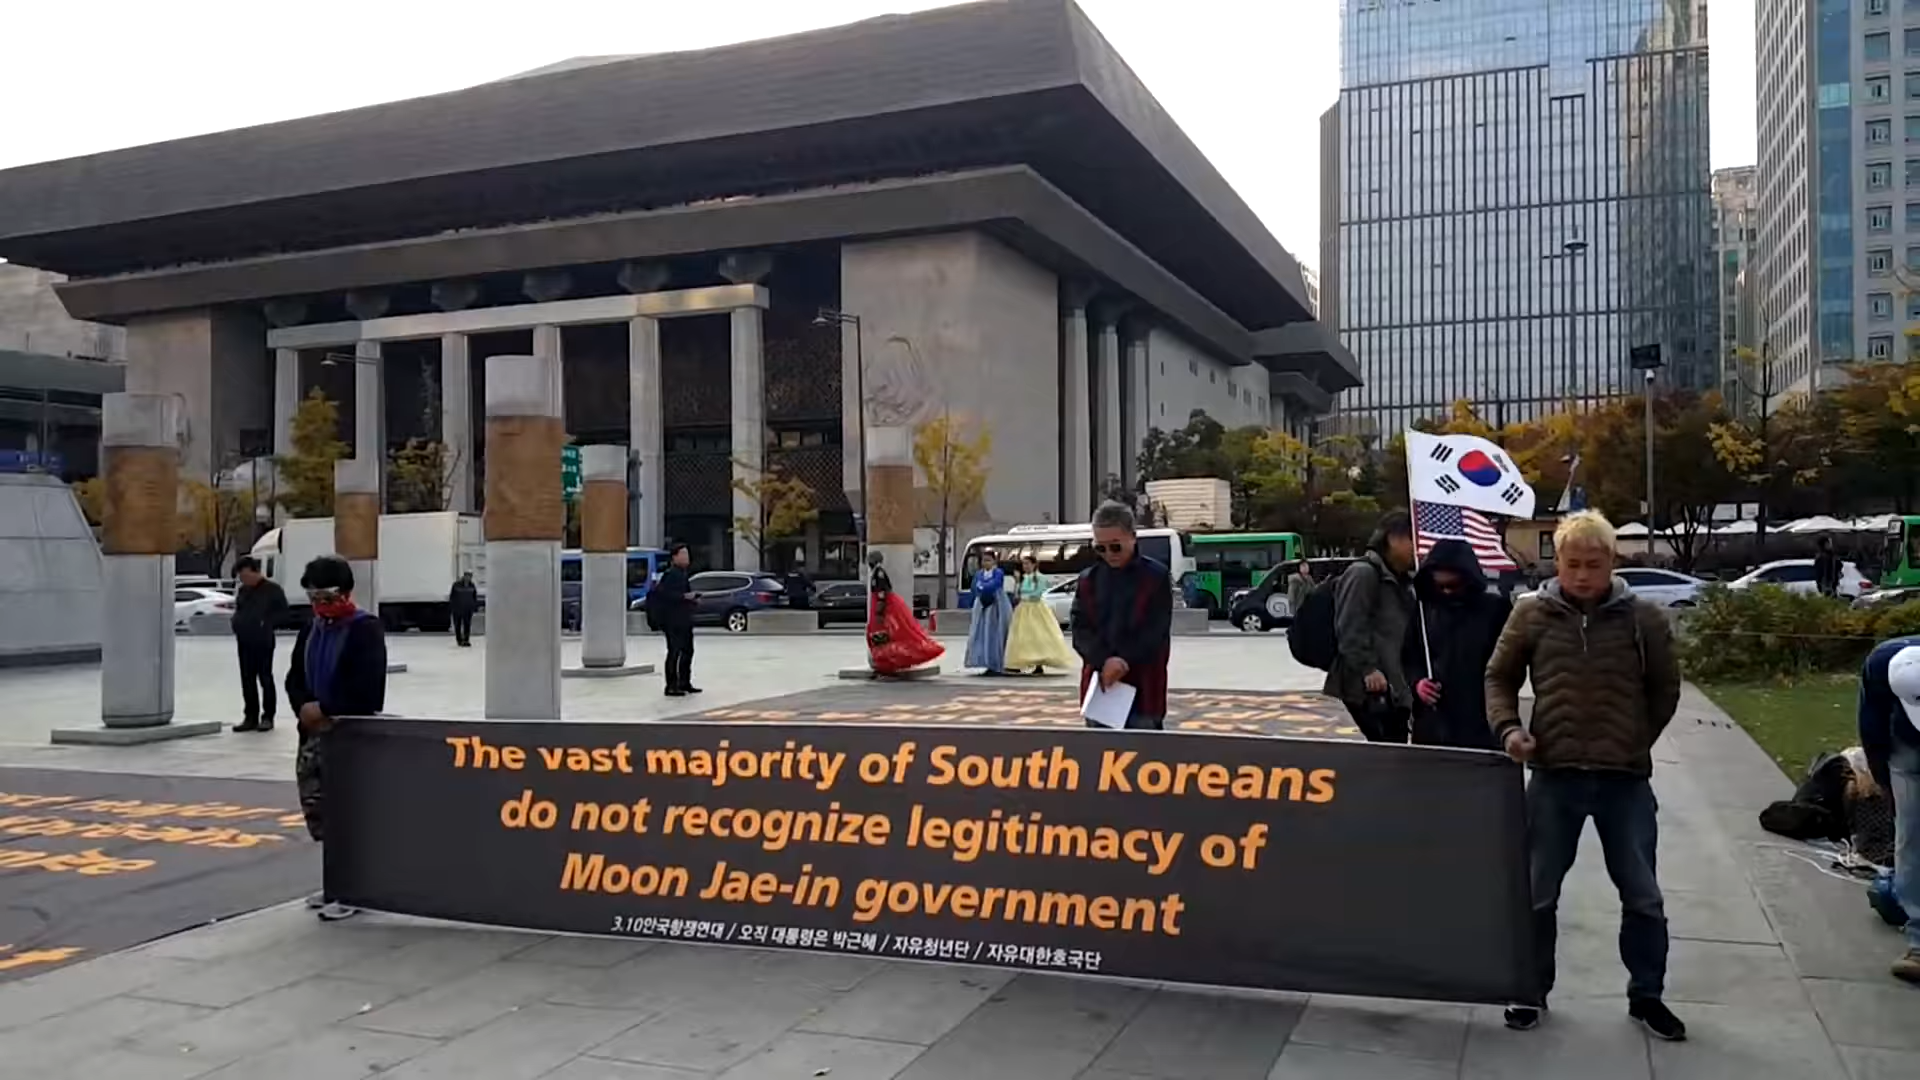 The vast majority of South Koreans
do not recognize legitimacy of
Moon Jae-in government
3.10안국항쟁연대 / 오직 대통령은 박근혜 / 자유청년단 / 자유대한호국단